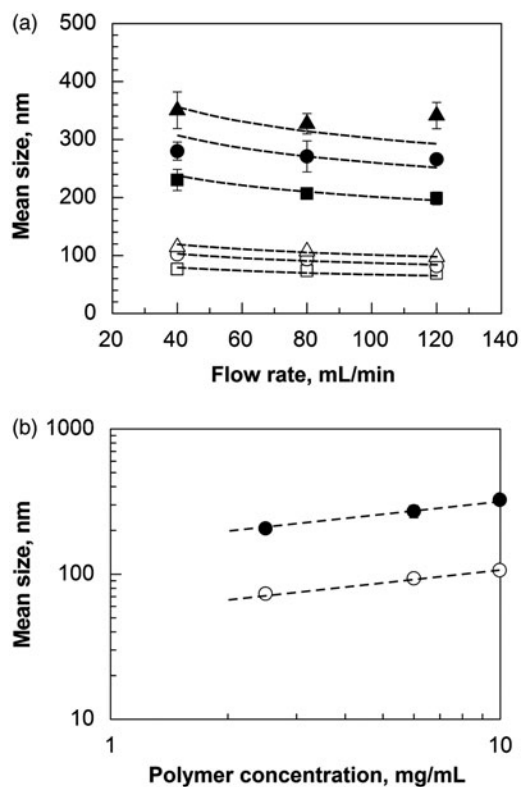 (a)
500
400
300
200
100
0
Mean size, nm
20 40 60 80 100 120 140
Flow rate, mL/min
(b)
1000
100
10
Mean size, nm
1 10
Polymer concentration, mg/mL